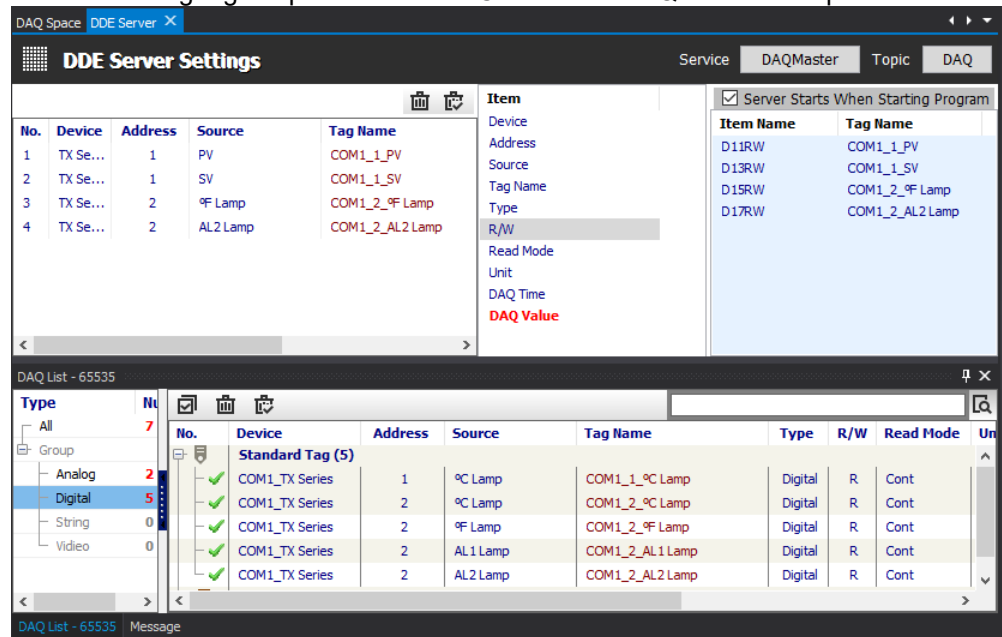 DAQ Space DDE Server
DDE Server Settings Service DAQMaster Topic DAQ
Item Server Starts When Starting Program
No. Device Address Source Tag Name
Device
Address
Source
Tag Name
Type
R/W
Read Mode
Unit
DAQ Time
DAQ Value
Item Name Tag Name
1 TX Se... 1 PV COM1_1_PV
2 TX Se... 1 SV COM1_1_SV
3 TX Se... 2 ºF Lamp COM1_2_ºF Lamp
4 TX Se... 2 AL2 Lamp COM1_2_AL2 Lamp
D11RW COM1_1_PV
D13RW COM1_1_SV
D15RW COM1_2_ºF Lamp
D17RW COM1_2_AL2 Lamp
DAQ List - 65535
Type Nu
All 7
Group
Analog 2
Digital 5
String 0
Vidieo 0
No. Device Address Source Tag Name Type R/W Read Mode Un
Standard Tag (5)
COM1_TX Series 1 ºC Lamp COM1_1_ºC Lamp Digital R Cont
COM1_TX Series 2 ºC Lamp COM1_2_ºC Lamp Digital R Cont
COM1_TX Series 2 ºF Lamp COM1_2_ºF Lamp Digital R Cont
COM1_TX Series 2 AL1 Lamp COM1_2_AL1 Lamp Digital R Cont
COM1_TX Series 2 AL2 Lamp COM1_2_AL2 Lamp Digital R Cont
DAQ List - 65535 Message